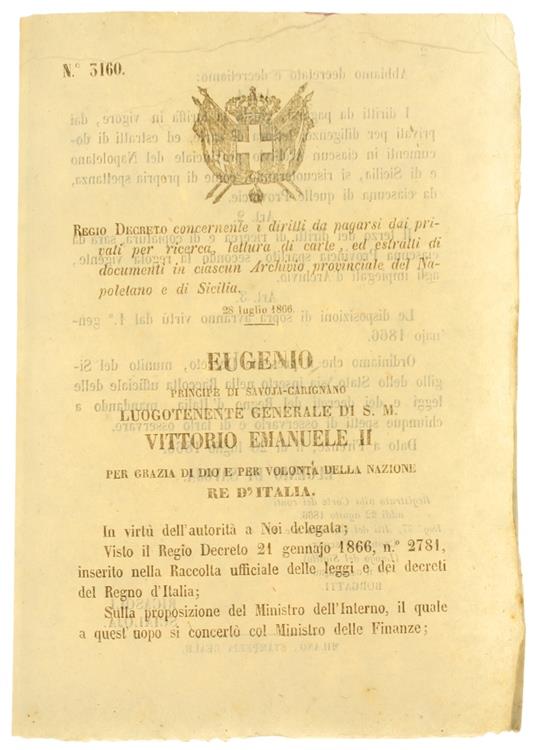 N.° 3160.
REGIO DECRETO concernente i diritti da pagarsi dai pri-
vati per ricerca, lettura di carte, ed estratti di
documenti in ciascun Archivio provinciale del Na-
poletano e di Sicilia.
28 luglio 1866.
EUGENIO
PRINCIPE DI SAVOJA-CARIGNANO
LUOGOTENENTE GENERALE DI S. M.
VITTORIO EMANUELE II
PER GRAZIA DI DIO E PER VOLONTÀ DELLA NAZIONE
RE D'ITALIA.
In virtù dell'autorità a Noi delegata;
Visto il Regio Decreto 21 gennajo 1866, n.° 2781,
inserito nella Raccolta ufficiale delle leggi e dei decreti
del Regno d'Italia;
Sulla proposizione del Ministro dell'Interno, il quale
a quest'uopo si concertò col Ministro delle Finanze;